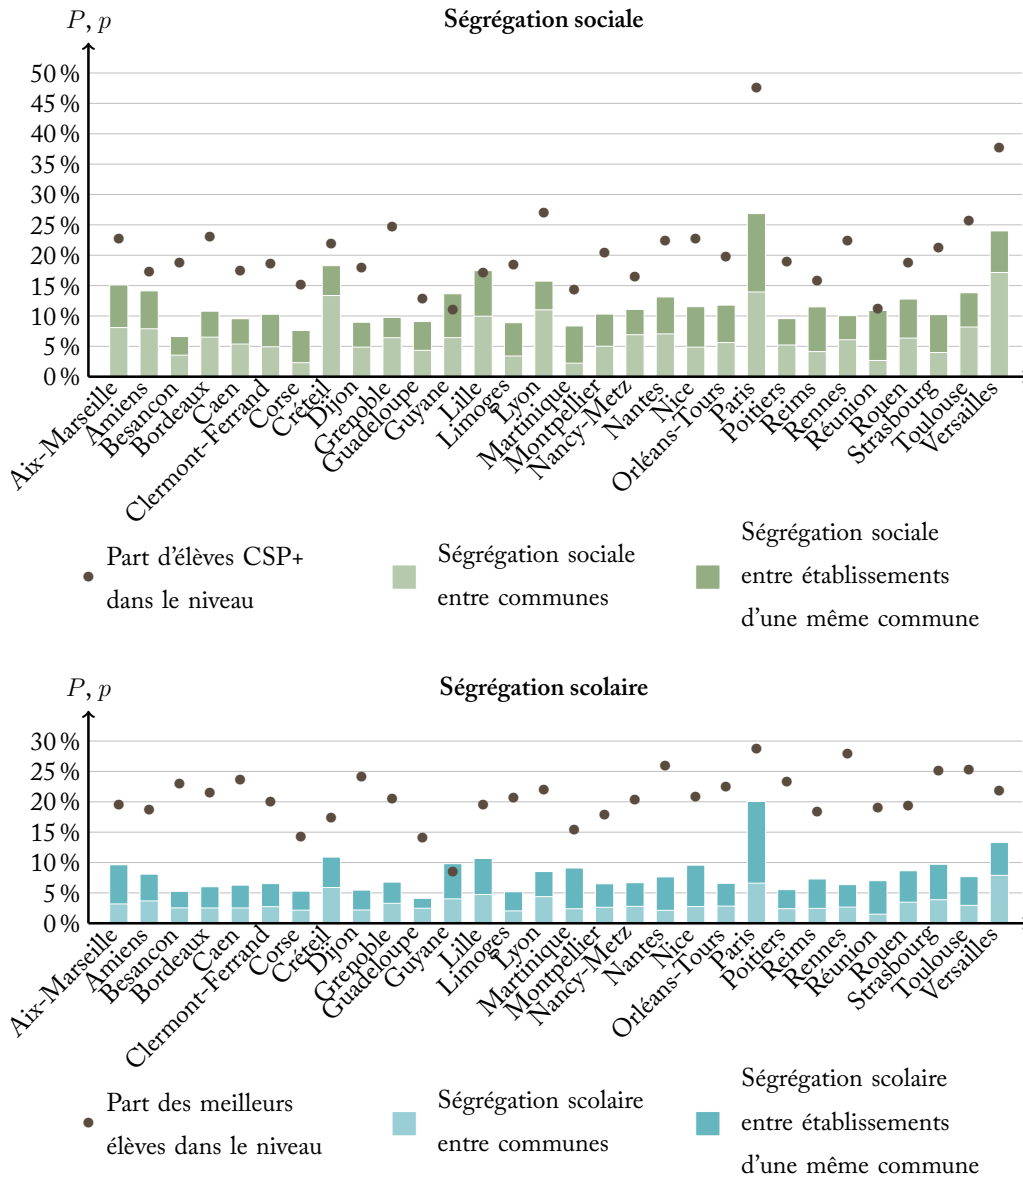 P, p
Ségrégation sociale
50 %
45 %
40 %
35 %
30 %
25 %
20 %
15 %
10 %
5 %
0 %
Aix-Marseille
Amiens
Besançon
Bordeaux
Caen
Clermont-Ferrand
Corse
Créteil
Dijon
Grenoble
Guadeloupe
Guyane
Lille
Limoges
Lyon
Martinique
Montpellier
Nancy-Metz
Nantes
Nice
Orléans-Tours
Paris
Poitiers
Reims
Rennes
Réunion
Rouen
Strasbourg
Toulouse
Versailles
Part d'élèves CSP+
dans le niveau
Ségrégation sociale
entre communes
Ségrégation sociale
entre établissements
d'une même commune
P, p
Ségrégation scolaire
30 %
25 %
20 %
15 %
10 %
5 %
0 %
Aix-Marseille
Amiens
Besançon
Bordeaux
Caen
Clermont-Ferrand
Corse
Créteil
Dijon
Grenoble
Guadeloupe
Guyane
Lille
Limoges
Lyon
Martinique
Montpellier
Nancy-Metz
Nantes
Nice
Orléans-Tours
Paris
Poitiers
Reims
Rennes
Réunion
Rouen
Strasbourg
Toulouse
Versailles
Part des meilleurs
élèves dans le niveau
Ségrégation scolaire
entre communes
Ségrégation scolaire
entre établissements
d'une même commune